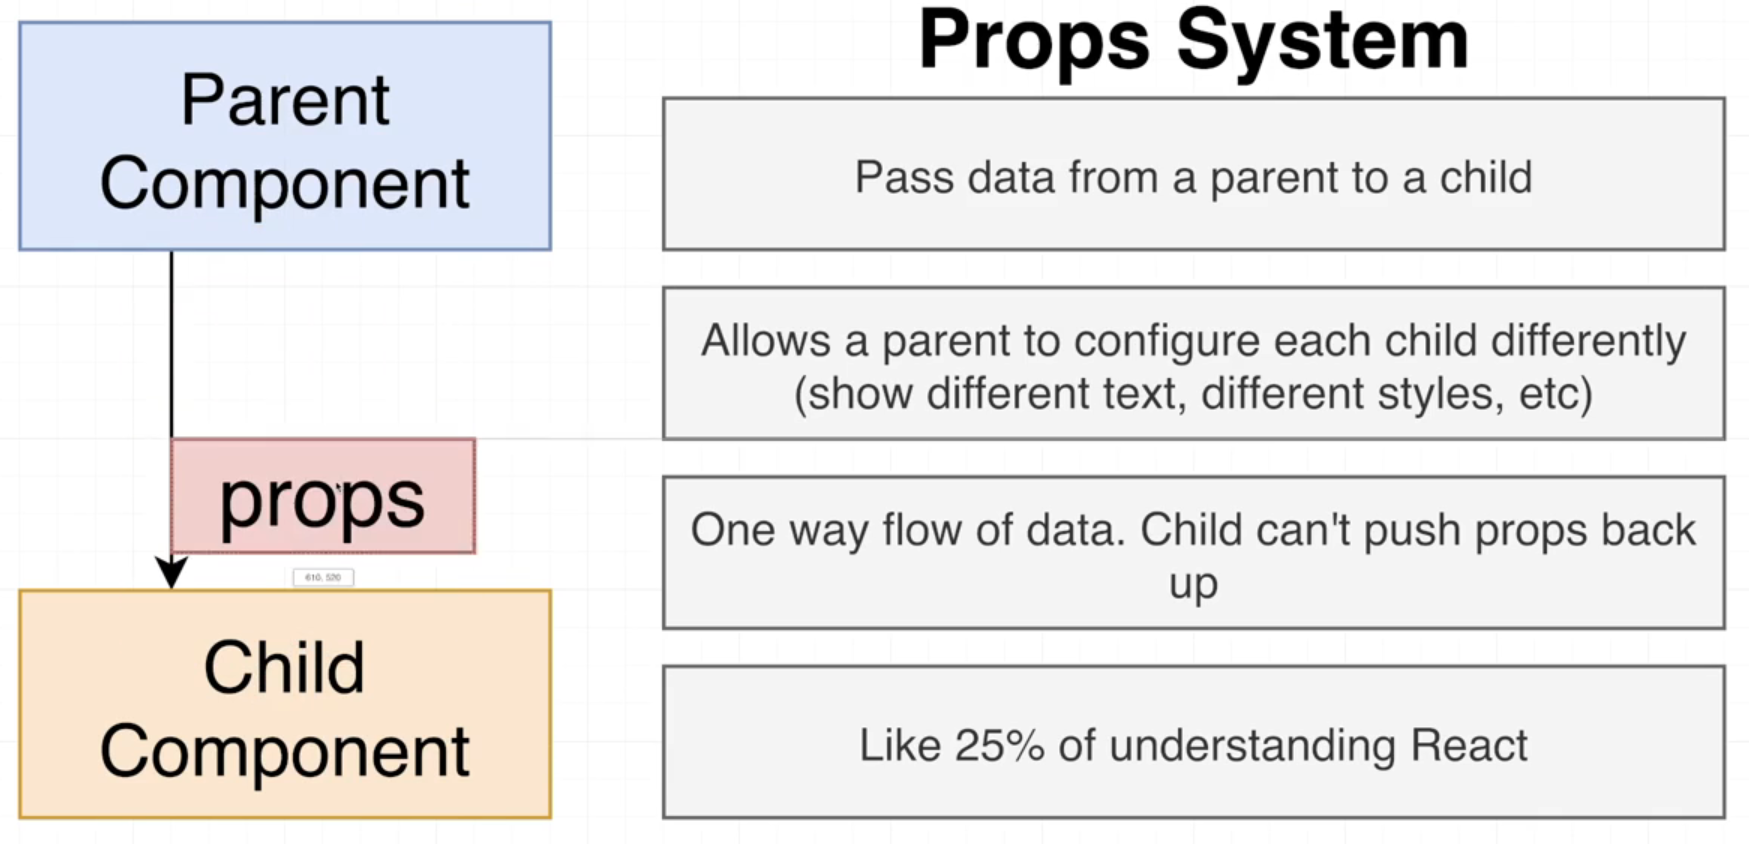 Props System
Parent
Component
props
610, 520
Child
Component
Pass data from a parent to a child
Allows a parent to configure each child differently
(show different text, different styles, etc)
One way flow of data. Child can't push props back
up
Like 25% of understanding React